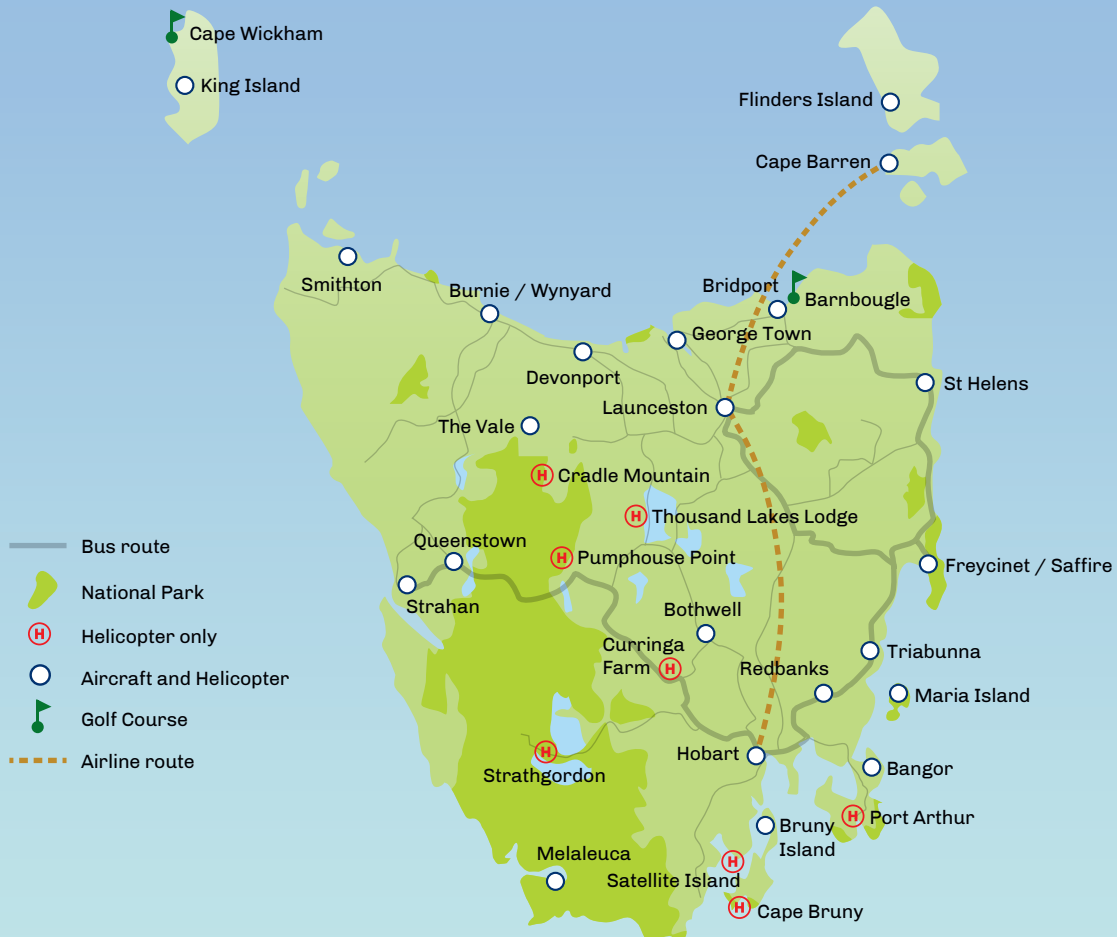 Cape Wickham
King Island
Flinders Island
Cape Barren
Smithton
Burnie / Wynyard
Bridport
Barnbougle
George Town
Devonport
St Helens
Launceston
The Vale
H Cradle Mountain
H Thousand Lakes Lodge
Queenstown
H Pumphouse Point
Freycinet / Saffire
Strahan
Bothwell
Curringa
Farm H
Triabunna
Redbanks
Maria Island
Hobart
H
Strathgordon
Bangor
H Port Arthur
Bruny
Island
Melaleuca
H
Satellite Island
H Cape Bruny
Bus route
National Park
H Helicopter only
Aircraft and Helicopter
Golf Course
Airline route